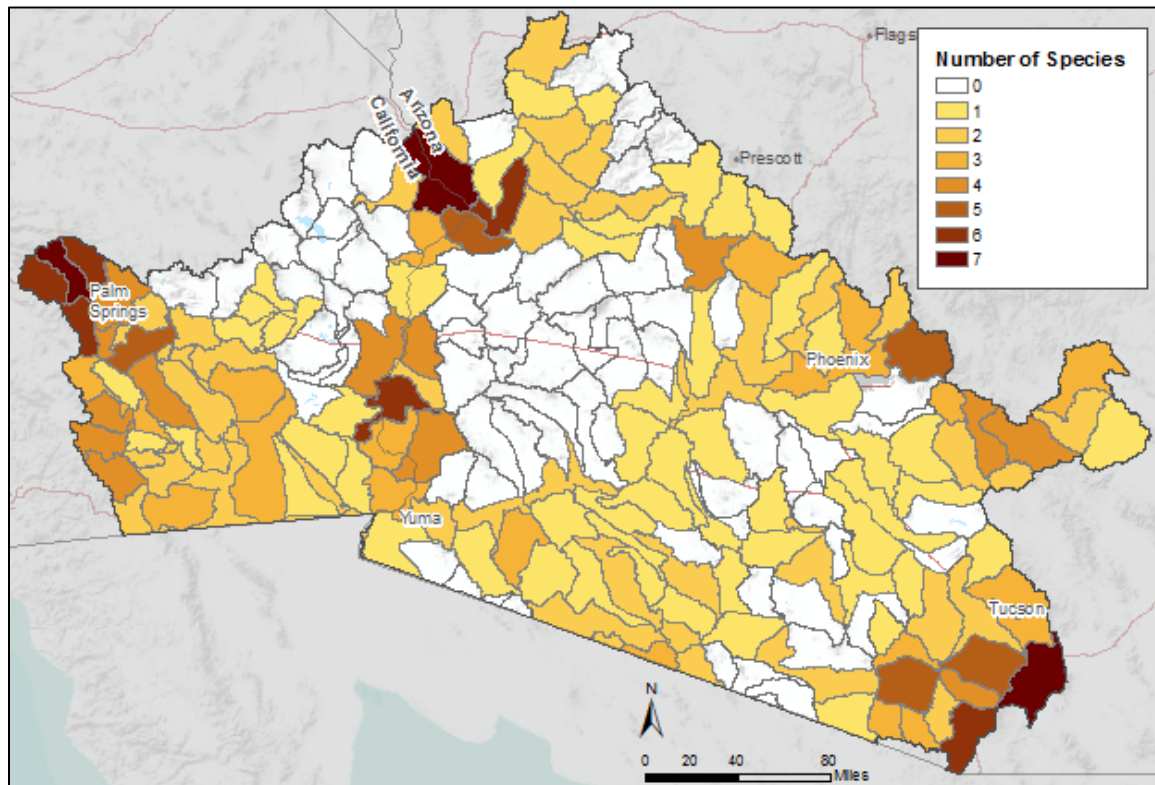 Flags
Number of Species
0
1
2
3
4
5
6
7
Arizona
California
Prescott
Palm
Springs
Phoenix
Yuma
Tucson
N
0 20 40 80
Miles